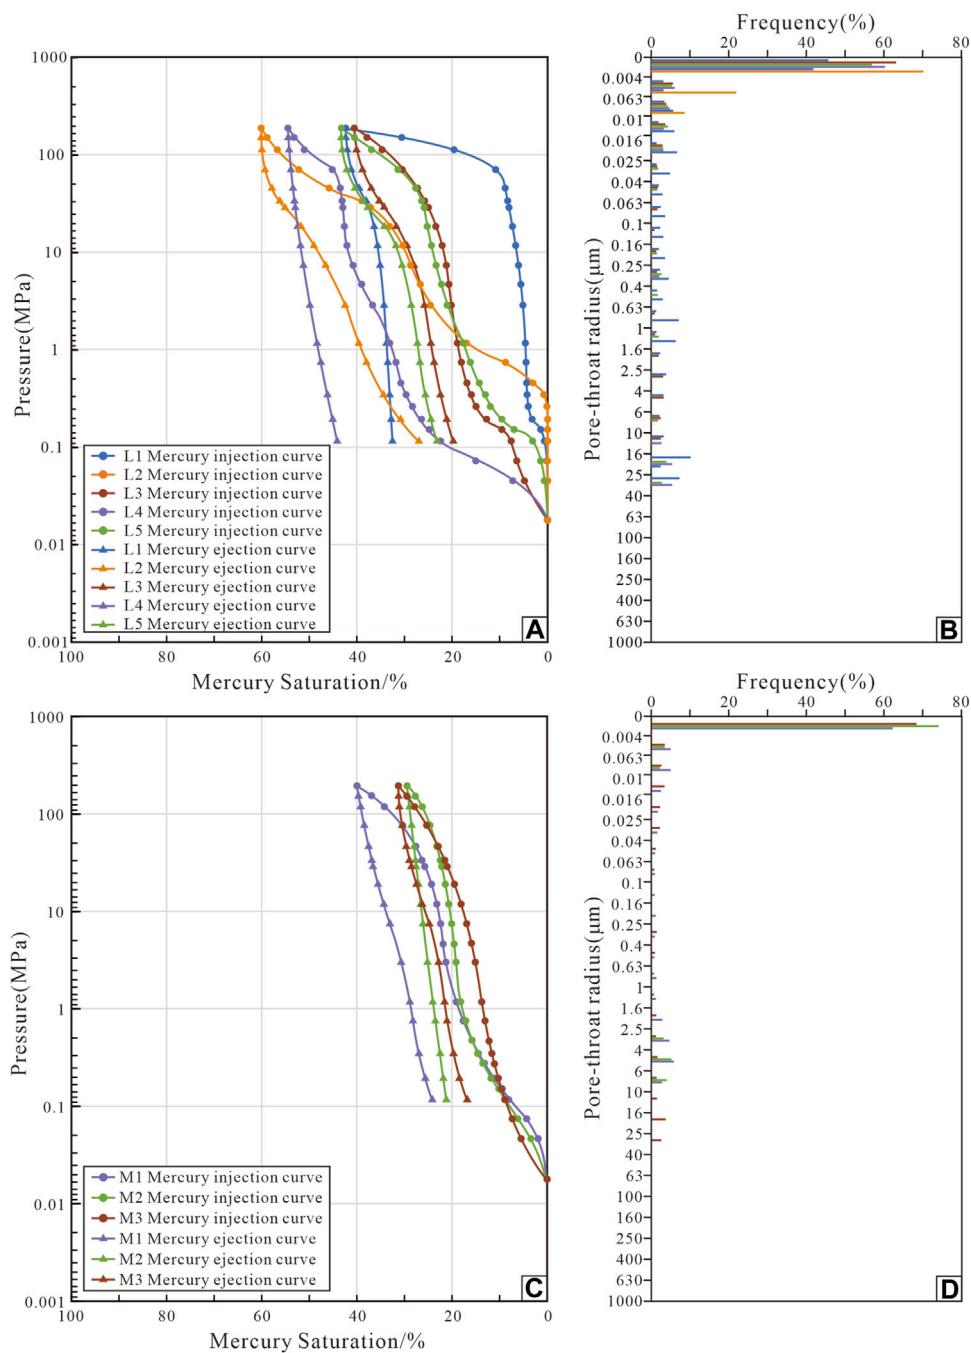 1000
100
10
1
0.1
0.01
0.001
Pressure(MPa)
L1 Mercury injection curve
L2 Mercury injection curve
L3 Mercury injection curve
L4 Mercury injection curve
L5 Mercury injection curve
L1 Mercury ejection curve
L2 Mercury ejection curve
L3 Mercury ejection curve
L4 Mercury ejection curve
L5 Mercury ejection curve
A
100 80 60 40 20 0
Mercury Saturation/%
Frequency(%)
0 20 40 60 80
0
0.004
0.063
0.01
0.016
0.025
0.04
0.063
0.1
0.16
0.25
0.4
0.63
1
1.6
2.5
4
6
10
16
25
40
63
100
160
250
400
630
1000
Pore-throat radius(μm)
B
1000
100
10
1
0.1
0.01
0.001
Pressure(MPa)
M1 Mercury injection curve
M2 Mercury injection curve
M3 Mercury injection curve
M1 Mercury ejection curve
M2 Mercury ejection curve
M3 Mercury ejection curve
C
100 80 60 40 20 0
Mercury Saturation/%
Frequency(%)
0 20 40 60 80
0
0.004
0.063
0.01
0.016
0.025
0.04
0.063
0.1
0.16
0.25
0.4
0.63
1
1.6
2.5
4
6
10
16
25
40
63
100
160
250
400
630
1000
Pore-throat radius(μm)
D